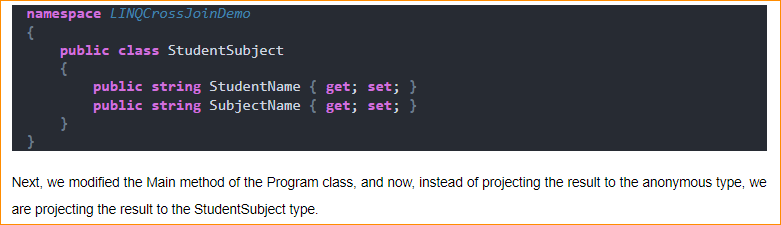 namespace LINQCrossJoinDemo
{
    public class StudentSubject
    {
        public string StudentName { get; set; }
        public string SubjectName { get; set; }
    }
}
Next, we modified the Main method of the Program class, and now, instead of projecting the result to the anonymous type, we
are projecting the result to the StudentSubject type.